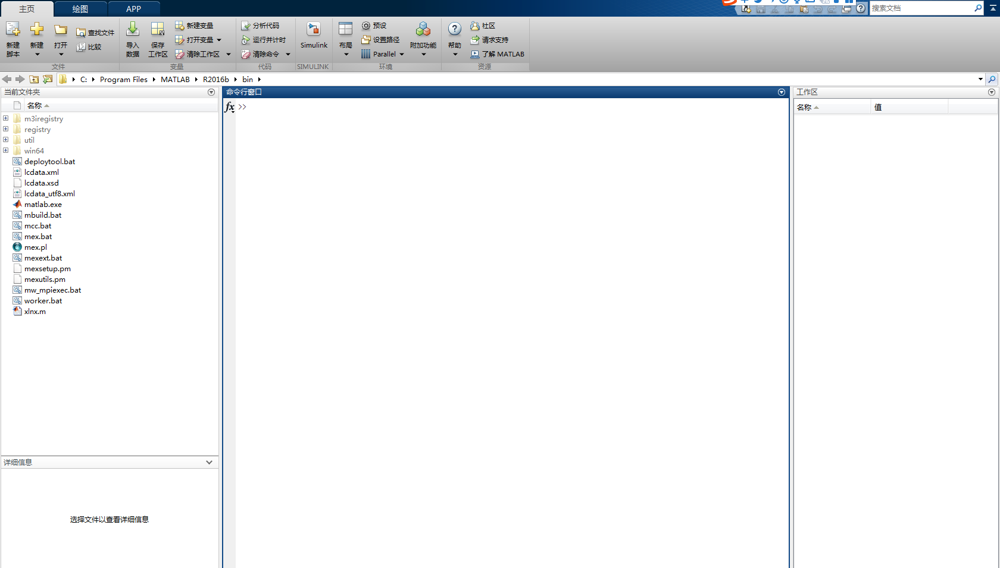 主页 绘图 APP
搜索文档
新建脚本 新建 打开 查找文件 比较
导入数据 保存工作区 新建变量 打开变量 清除工作区
分析代码 运行并计时 清除命令
Simulink
布局 预设 设置路径 Parallel 附加功能
帮助 社区 请求支持 了解 MATLAB
文件 变量 代码 SIMULINK 环境 资源
C: Program Files MATLAB R2016b bin
当前文件夹
名称
m3iregistry
registry
util
win64
deploytool.bat
lcdata.xml
lcdata.xsd
lcdata_utf8.xml
matlab.exe
mbuild.bat
mcc.bat
mex.bat
mex.pl
mexext.bat
mexsetup.pm
mexutils.pm
mw_mpiexec.bat
worker.bat
xlnx.m
详细信息
选择文件以查看详细信息
命令行窗口
fx >>
工作区
名称 值